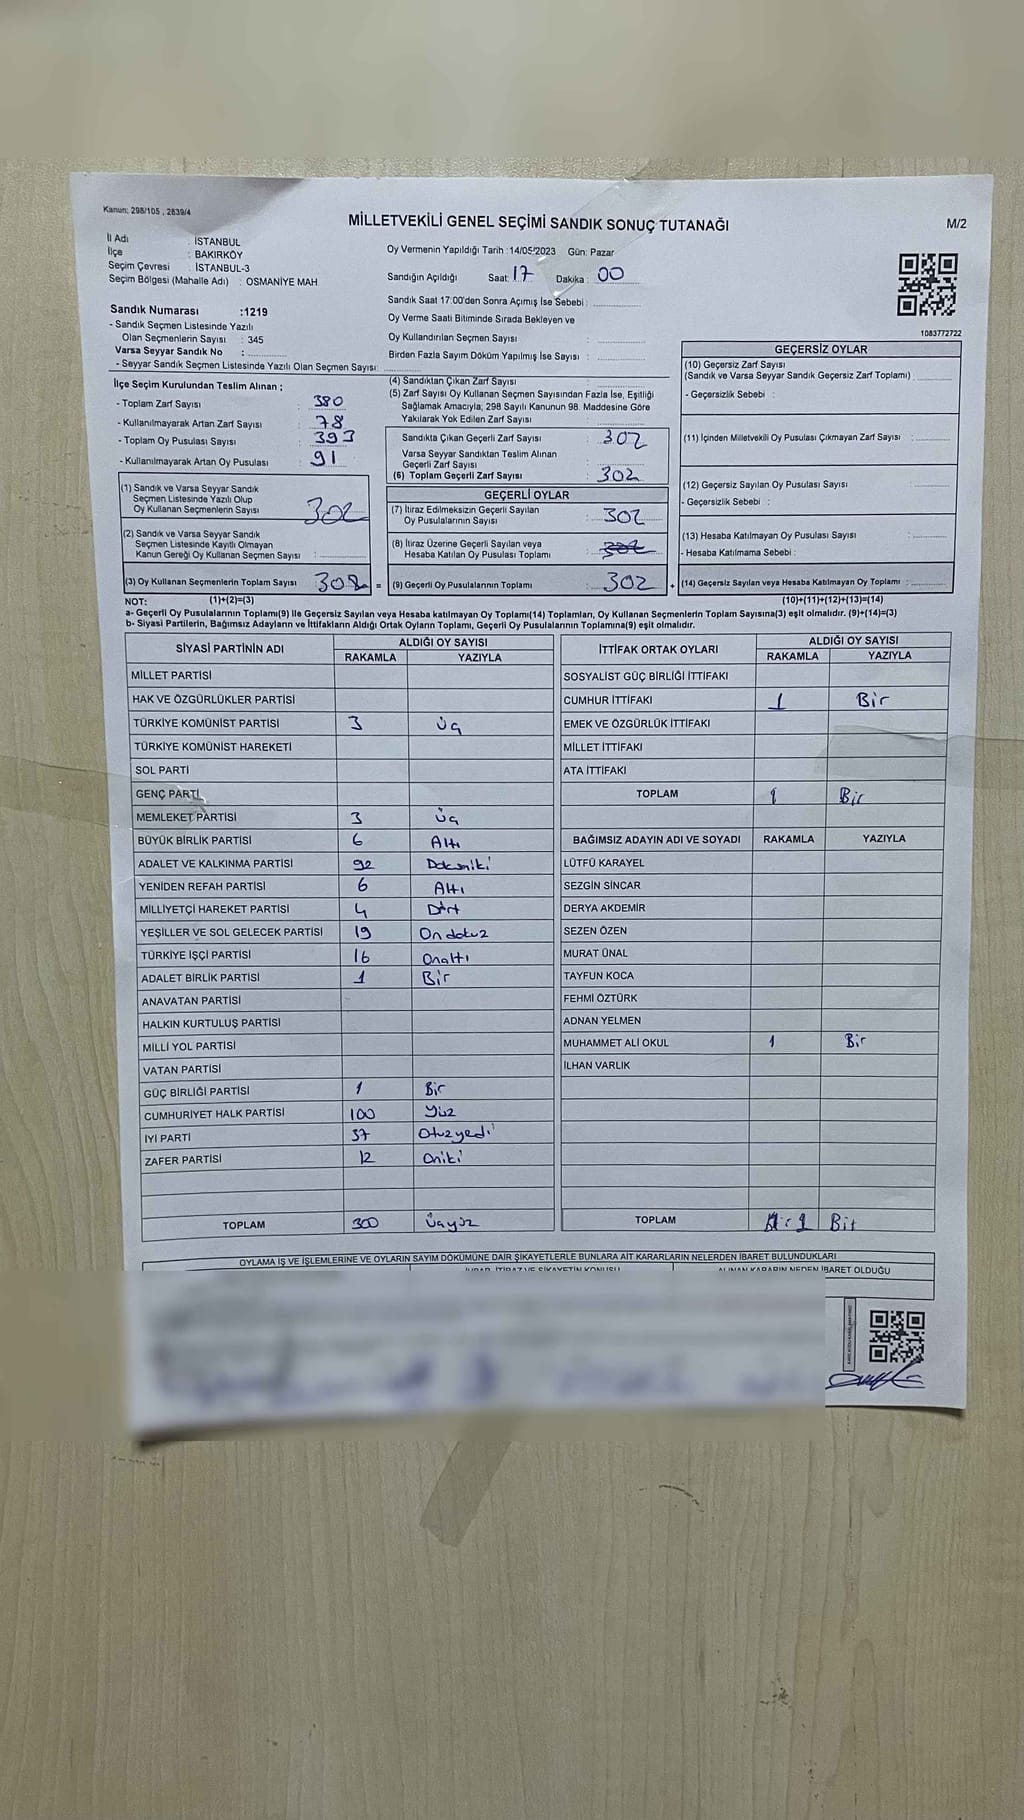 Kanun: 298/105 , 2839/4
MİLLETVEKİLİ GENEL SEÇİMİ SANDIK SONUÇ TUTANAĞI
M/2
İl Adı : İSTANBUL
İlçe : BAKIRKÖY
Seçim Çevresi : İSTANBUL-3
Seçim Bölgesi (Mahalle Adı) : OSMANİYE MAH
Oy Vermenin Yapıldığı Tarih : 14/05/2023 Gün: Pazar
Sandığın Açıldığı Saat: 17 Dakika : 00
Sandık Saat 17:00'den Sonra Açımış İse Sebebi :
Oy Verme Saati Bitiminde Sırada Bekleyen ve
Oy Kullandırılan Seçmen Sayısı :
Birden Fazla Sayım Döküm Yapılmış İse Sayısı :
1083772722
Sandık Numarası :1219
- Sandık Seçmen Listesinde Yazılı
Olan Seçmenlerin Sayısı : 345
Varsa Seyyar Sandık No :
- Seyyar Sandık Seçmen Listesinde Yazılı Olan Seçmen Sayısı :
İlçe Seçim Kurulundan Teslim Alınan ;
- Toplam Zarf Sayısı : 380
- Kullanılmayarak Artan Zarf Sayısı : 78
- Toplam Oy Pusulası Sayısı : 393
- Kullanılmayarak Artan Oy Pusulası : 91
(1) Sandık ve Varsa Seyyar Sandık
Seçmen Listesinde Yazılı Olup
Oy Kullanan Seçmenlerin Sayısı : 302
(2) Sandık ve Varsa Seyyar Sandık
Seçmen Listesinde Kayıtlı Olmayan
Kanun Gereği Oy Kullanan Seçmen Sayısı :
(3) Oy Kullanan Seçmenlerin Toplam Sayısı : 302 =
(4) Sandıktan Çıkan Zarf Sayısı :
(5) Zarf Sayısı Oy Kullanan Seçmen Sayısından Fazla İse, Eşitliği
Sağlamak Amacıyla; 298 Sayılı Kanunun 98. Maddesine Göre
Yakılarak Yok Edilen Zarf Sayısı :
Sandıkta Çıkan Geçerli Zarf Sayısı : 302
Varsa Seyyar Sandıktan Teslim Alınan
Geçerli Zarf Sayısı :
(6) Toplam Geçerli Zarf Sayısı : 302
GEÇERLİ OYLAR
(7) İtiraz Edilmeksizin Geçerli Sayılan
Oy Pusulalarının Sayısı : 302
(8) İtiraz Üzerine Geçerli Sayılan veya
Hesaba Katılan Oy Pusulası Toplamı :
(9) Geçerli Oy Pusulalarının Toplamı : 302 +
GEÇERSİZ OYLAR
(10) Geçersiz Zarf Sayısı
(Sandık ve Varsa Seyyar Sandık Geçersiz Zarf Toplamı) :
- Geçersizlik Sebebi :
(11) İçinden Milletvekili Oy Pusulası Çıkmayan Zarf Sayısı :
(12) Geçersiz Sayılan Oy Pusulası Sayısı :
- Geçersizlik Sebebi :
(13) Hesaba Katılmayan Oy Pusulası Sayısı :
- Hesaba Katılmama Sebebi :
(14) Geçersiz Sayılan veya Hesaba Katılmayan Oy Toplamı :
NOT: (1)+(2)=(3)
(10)+(11)+(12)+(13)=(14)
a- Geçerli Oy Pusulalarının Toplamı(9) ile Geçersiz Sayılan veya Hesaba katılmayan Oy Toplamı(14) Toplamları, Oy Kullanan Seçmenlerin Toplam Sayısına(3) eşit olmalıdır. (9)+(14)=(3)
b- Siyasi Partilerin, Bağımsız Adayların ve İttifakların Aldığı Ortak Oyların Toplamı, Geçerli Oy Pusulalarının Toplamına(9) eşit olmalıdır.
SİYASİ PARTİNİN ADI ALDIĞI OY SAYISI
RAKAMLA YAZIYLA
MİLLET PARTİSİ
HAK VE ÖZGÜRLÜKLER PARTİSİ
TÜRKİYE KOMÜNİST PARTİSİ 3 Üç
TÜRKİYE KOMÜNİST HAREKETİ
SOL PARTİ
GENÇ PARTİ
MEMLEKET PARTİSİ 3 Üç
BÜYÜK BİRLİK PARTİSİ 6 Altı
ADALET VE KALKINMA PARTİSİ 92 Doksniki
YENİDEN REFAH PARTİSİ 6 Altı
MİLLİYETÇİ HAREKET PARTİSİ 4 Dört
YEŞİLLER VE SOL GELECEK PARTİSİ 19 Ondokuz
TÜRKİYE İŞÇİ PARTİSİ 16 Onaltı
ADALET BİRLİK PARTİSİ 1 Bir
ANAVATAN PARTİSİ
HALKIN KURTULUŞ PARTİSİ
MİLLİ YOL PARTİSİ
VATAN PARTİSİ
GÜÇ BİRLİĞİ PARTİSİ 1 Bir
CUMHURİYET HALK PARTİSİ 100 Yüz
İYİ PARTİ 37 Otuzyedi
ZAFER PARTİSİ 12 Oniki
TOPLAM 300 Üçyüz
İTTİFAK ORTAK OYLARI ALDIĞI OY SAYISI
RAKAMLA YAZIYLA
SOSYALİST GÜÇ BİRLİĞİ İTTİFAKI
CUMHUR İTTİFAKI 1 Bir
EMEK VE ÖZGÜRLÜK İTTİFAKI
MİLLET İTTİFAKI
ATA İTTİFAKI
TOPLAM 1 Bir
BAĞIMSIZ ADAYIN ADI VE SOYADI RAKAMLA YAZIYLA
LÜTFÜ KARAYEL
SEZGİN SİNCAR
DERYA AKDEMİR
SEZEN ÖZEN
MURAT ÜNAL
TAYFUN KOCA
FEHMİ ÖZTÜRK
ADNAN YELMEN
MUHAMMET ALİ OKUL 1 Bir
İLHAN VARLIK
TOPLAM 1 Bir
OYLAMA İŞ VE İŞLEMLERİNE VE OYLARIN SAYIM DÖKÜMÜNE DAİR ŞİKAYETLERLE BUNLARA AİT KARARLARIN NELERDEN İBARET BULUNDUKLARI
İTİRAZ VE ŞİKAYETİN KONUSU ALINAN KARARIN NEDEN İBARET OLDUĞU